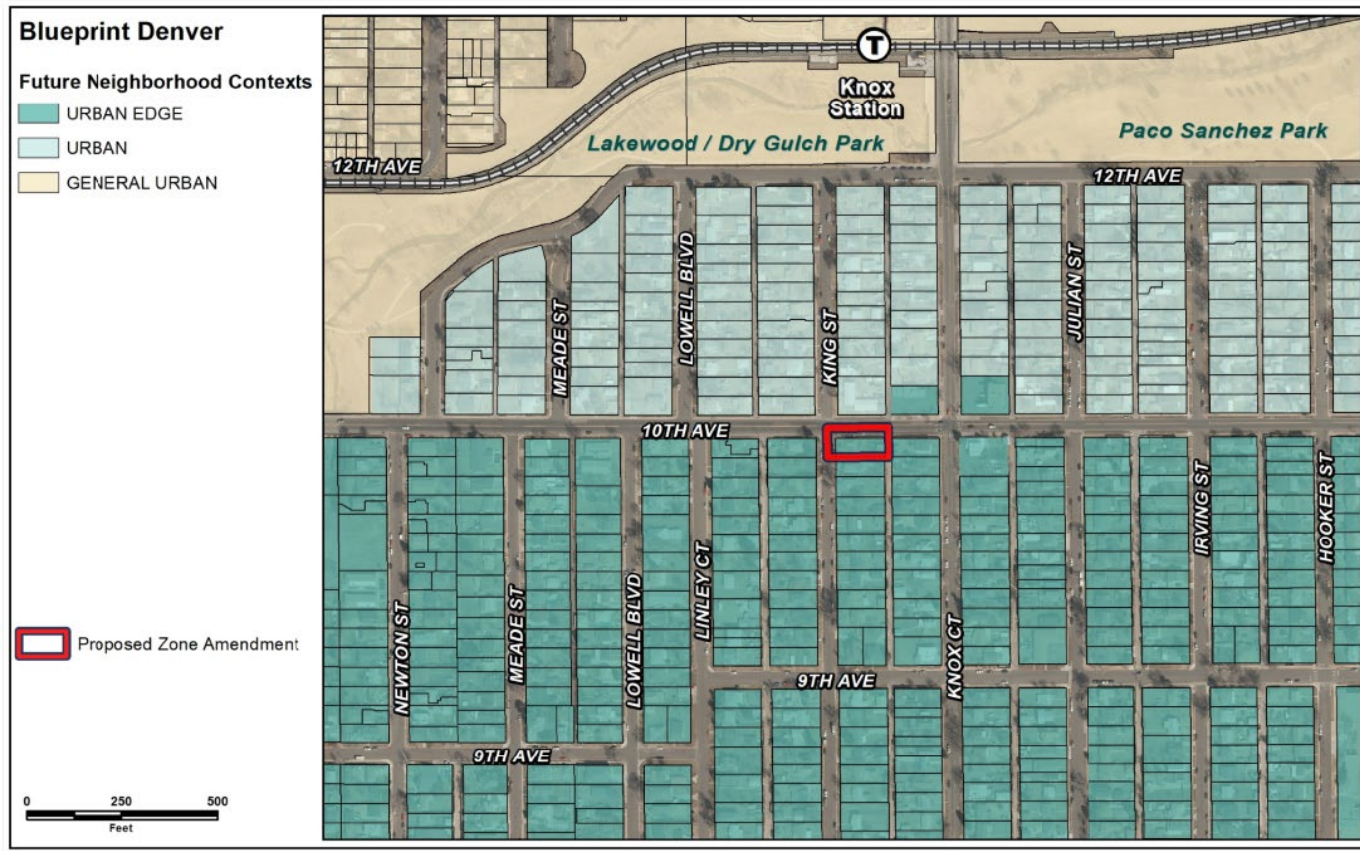 Blueprint Denver
Future Neighborhood Contexts
URBAN EDGE
URBAN
GENERAL URBAN
Proposed Zone Amendment
0 250 500
Feet
T
Knox
Station
Lakewood / Dry Gulch Park
Paco Sanchez Park
12TH AVE
12TH AVE
MEADE ST
LOWELL BLVD
KING ST
JULIAN ST
10TH AVE
NEWTON ST
MEADE ST
LOWELL BLVD
LINLEY CT
KNOX CT
IRVING ST
HOOKER ST
9TH AVE
9TH AVE